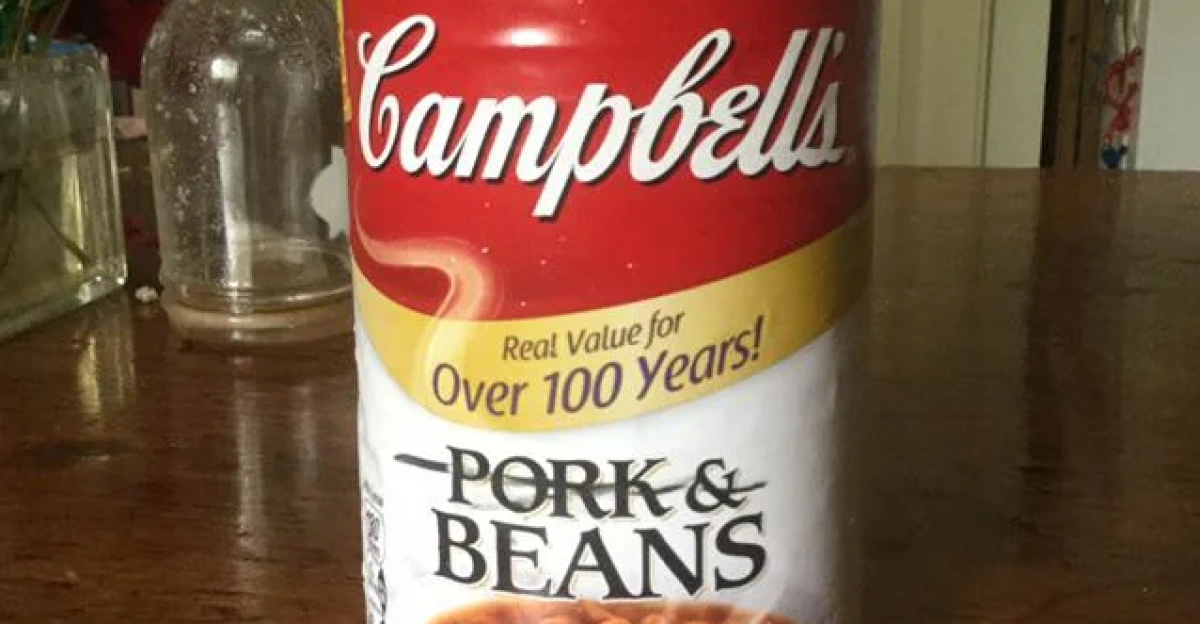 Campbell's
Real Value for
Over 100 Years!
PORK &
BEANS